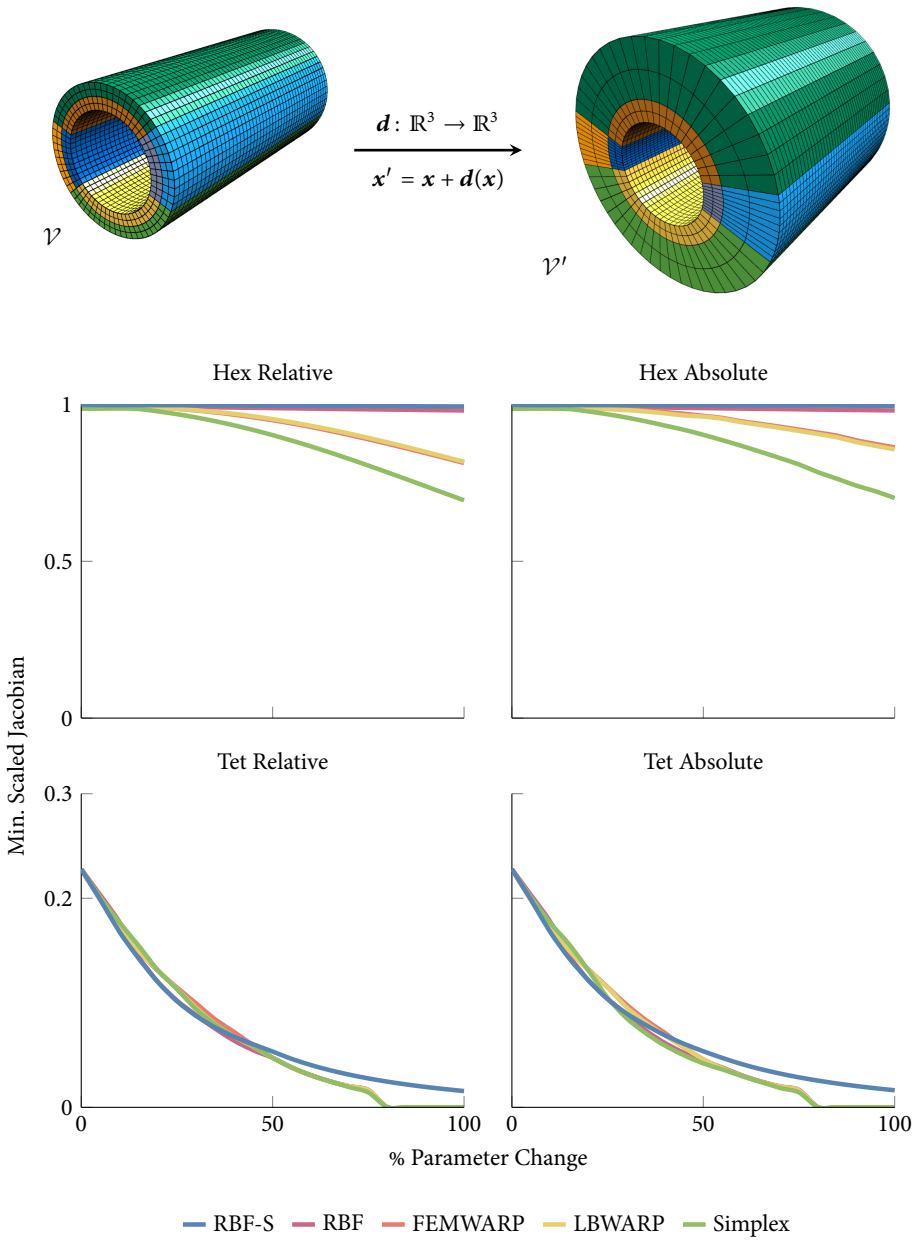 𝒅: ℝ³ → ℝ³
𝒙′ = 𝒙 + 𝒅(𝒙)
𝒱
𝒱′
Hex Relative
Hex Absolute
1
0.5
0
Min. Scaled Jacobian
Tet Relative
Tet Absolute
0.3
0.2
0
0
50
100
0
50
100
% Parameter Change
RBF-S RBF FEMWARP LBWARP Simplex